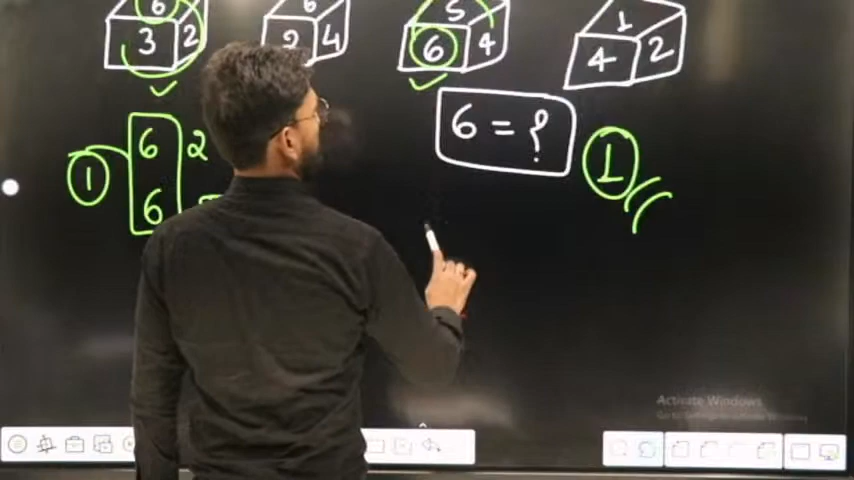 6 6 5 1
3 2 2 4 6 4 4 2
6 = ?
1
6 2
1
6
Activate Windows